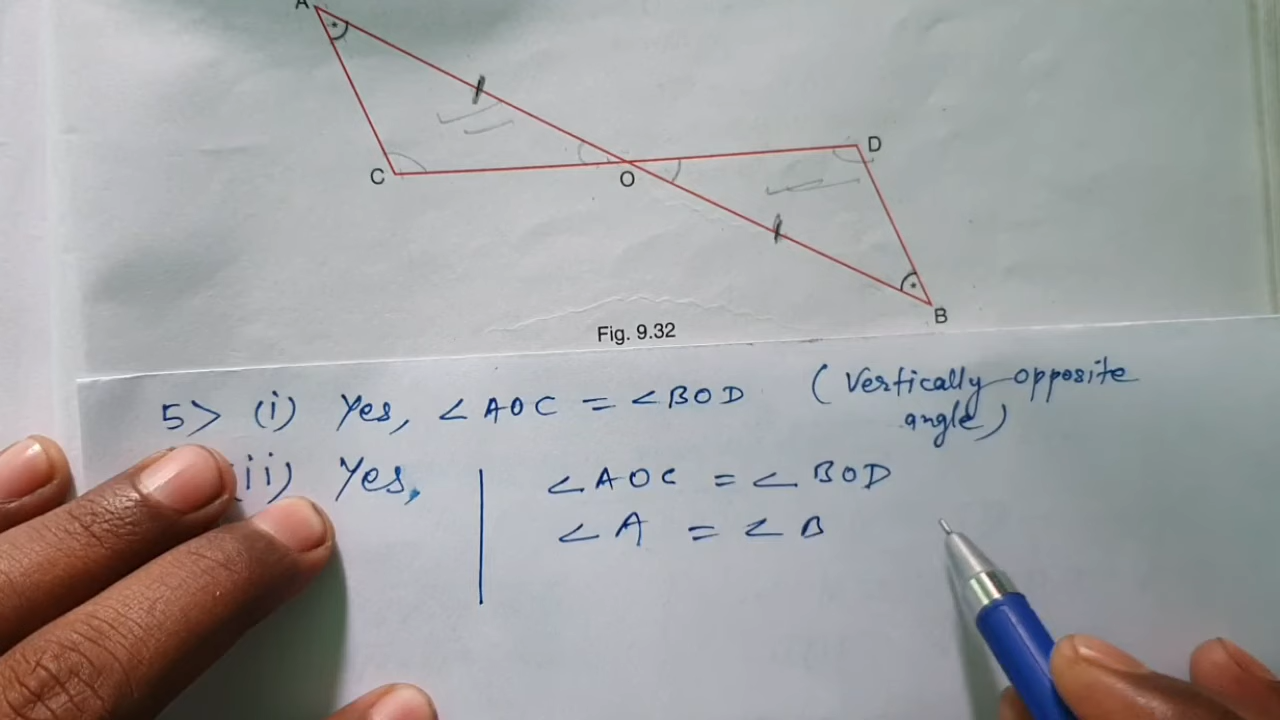 A
D
C
O
B
Fig. 9.32
5> (i) Yes, ∠AOC = ∠BOD (Vertically opposite
angle)
(ii) Yes, ∠AOC = ∠BOD
∠A = ∠B